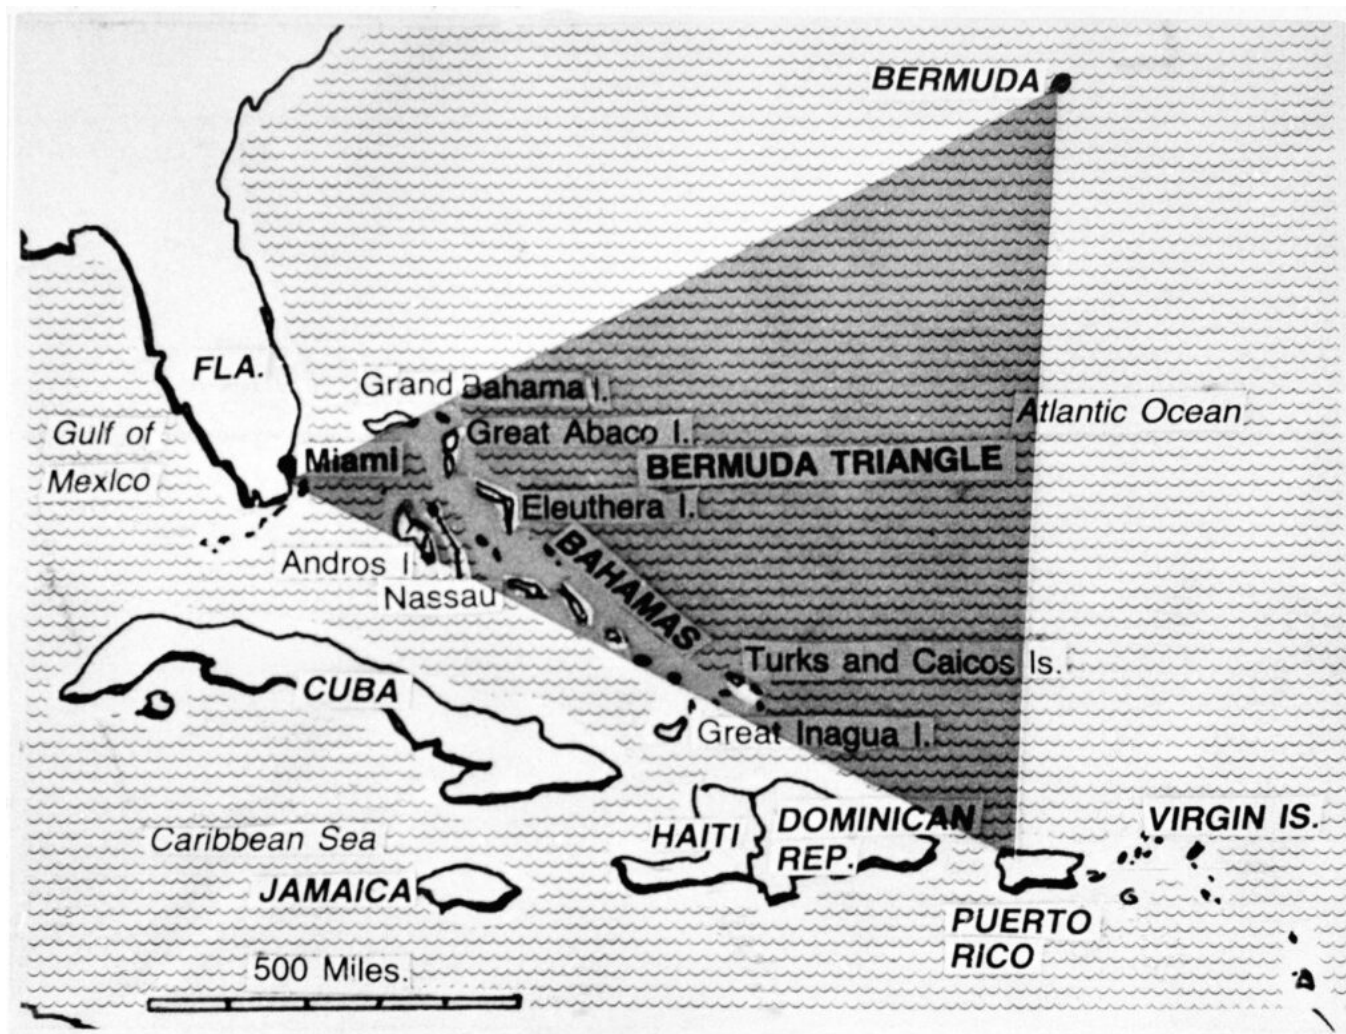 BERMUDA
FLA.
Grand Bahama I.
Atlantic Ocean
Gulf of
Mexico
Great Abaco I.
Miami
BERMUDA TRIANGLE
Eleuthera I.
Andros I
BAHAMAS
Nassau
Turks and Caicos Is.
CUBA
Great Inagua I.
Caribbean Sea
HAITI
DOMINICAN
REP.
VIRGIN IS.
JAMAICA
PUERTO
RICO
500 Miles.